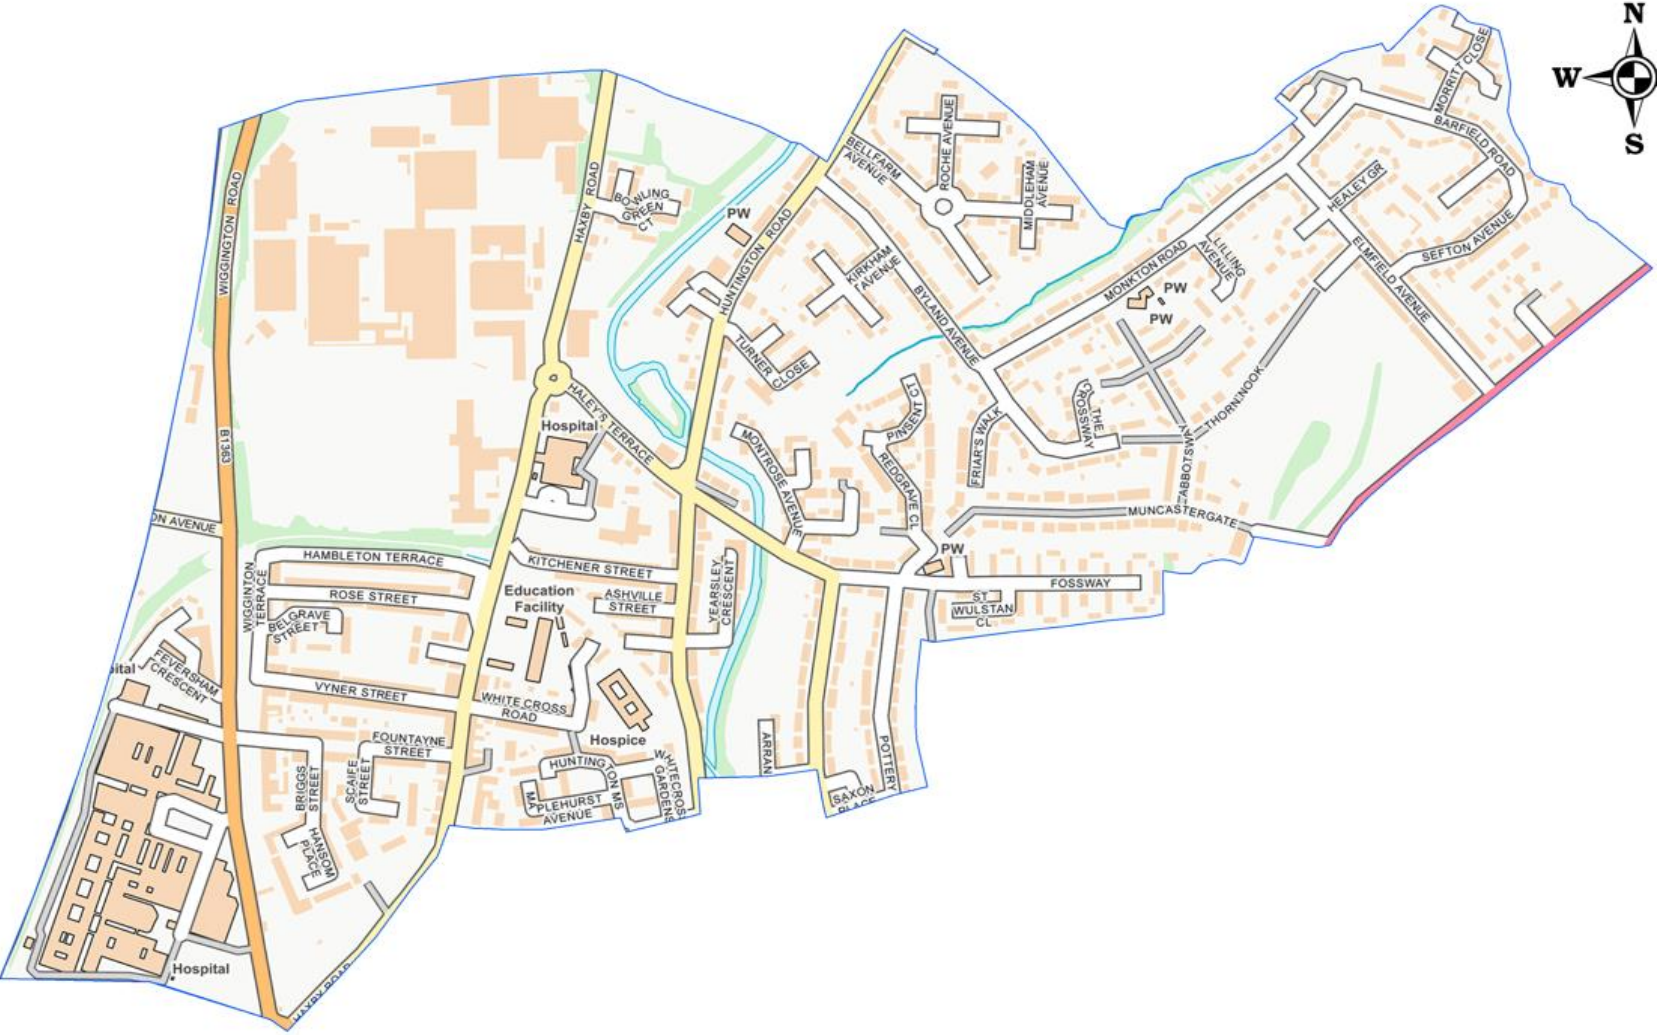 N
W
S
MORRITT CLOSE
BARFIELD ROAD
ROCHE AVENUE
BELLFARM
AVENUE
MIDDLEHAM
AVENUE
HEALEY GR
WIGGINGTON ROAD
HAXBY ROAD
BOWLING
GREEN
CT
PW
HUNTINGTON ROAD
KIRKHAM
AVENUE
BYLAND AVENUE
MONKTON ROAD
LILLING
AVENUE
SEFTON AVENUE
ELMFIELD AVENUE
PW
PW
TURNER
CLOSE
HALEY'S TERRACE
Hospital
PINSENT CT
FRIAR'S WALK
THE
CROSSWAY
THORN NOOK
ABBOTSWAY
B1363
MONTROSE AVENUE
REDGRAVE CL
MUNCASTERGATE
ON AVENUE
HAMBLETON TERRACE
KITCHENER STREET
PW
FOSSWAY
WIGGINTON
TERRACE
ROSE STREET
Education
Facility
ASHVILLE
STREET
YEARSLEY
CRESCENT
ST
WULSTAN
CL
BELGRAVE
STREET
pital
FEVERSHAM
CRESCENT
VYNER STREET
WHITE CROSS
ROAD
FOUNTAYNE
STREET
Hospice
ARRAN
POTTERY
BRIGGS
STREET
SCAIFE
STREET
HUNTINGTON MS
WHITECROSS
GARDENS
MAPLEHURST
AVENUE
SAXON
PLACE
HANSOM
PLACE
Hospital
HAXBY ROAD